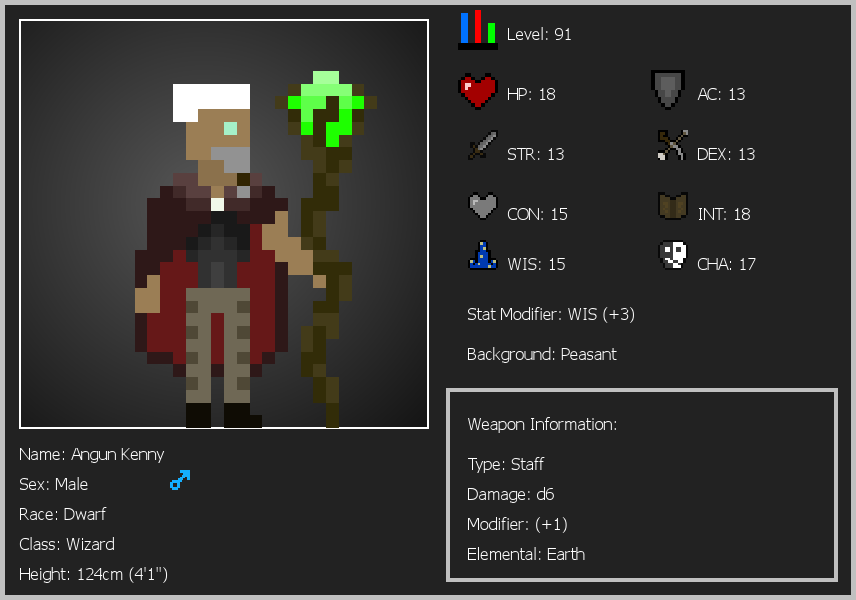 Level: 91
HP: 18
AC: 13
STR: 13
DEX: 13
CON: 15
INT: 18
WIS: 15
CHA: 17
Stat Modifier: WIS (+3)
Background: Peasant
Weapon Information:
Type: Staff
Damage: d6
Modifier: (+1)
Elemental: Earth
Name: Angun Kenny
Sex: Male
Race: Dwarf
Class: Wizard
Height: 124cm (4'1")